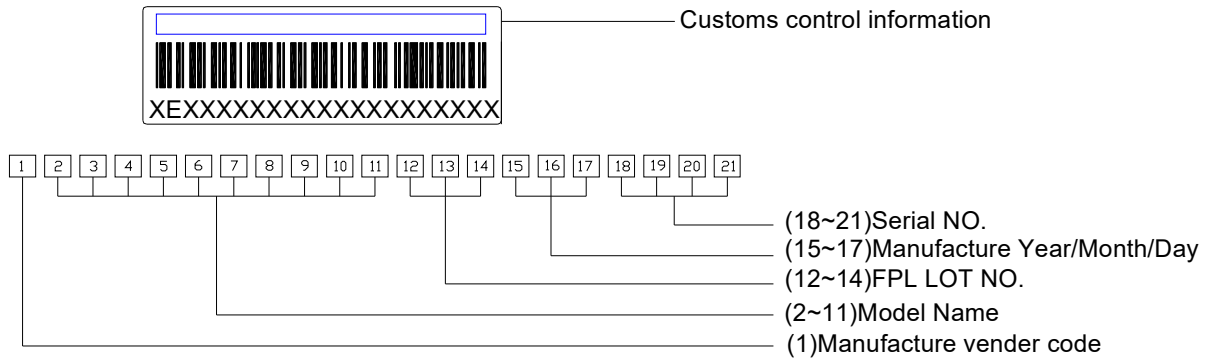 Customs control information
XEXXXXXXXXXXXXXXXXXXX
1 2 3 4 5 6 7 8 9 10 11 12 13 14 15 16 17 18 19 20 21
(18~21)Serial NO.
(15~17)Manufacture Year/Month/Day
(12~14)FPL LOT NO.
(2~11)Model Name
(1)Manufacture vender code